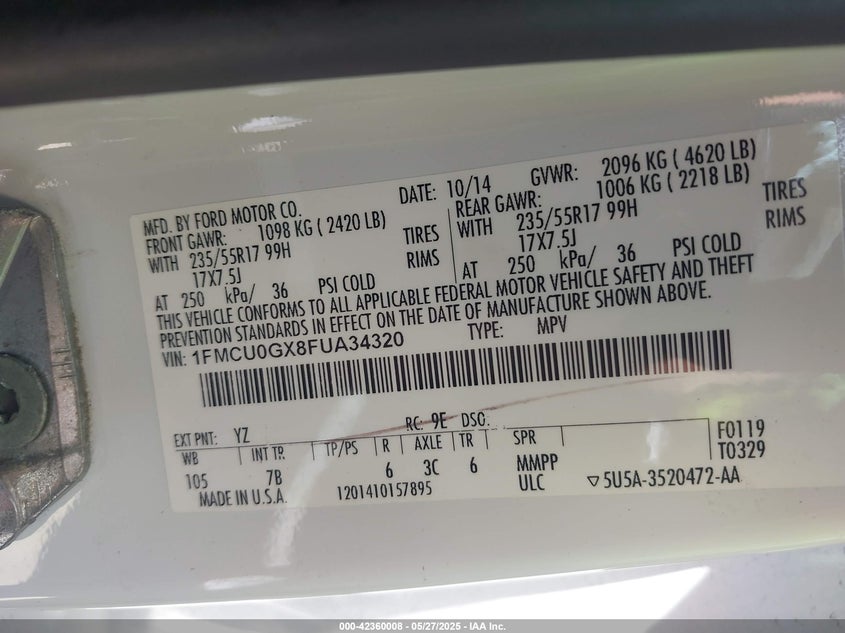 MFD. BY FORD MOTOR CO. DATE: 10/14 GVWR: 2096 KG ( 4620 LB)
FRONT GAWR: 1098 KG ( 2420 LB) REAR GAWR: 1006 KG ( 2218 LB)
WITH 235/55R17 99H TIRES WITH 235/55R17 99H TIRES
17X7.5J RIMS 17X7.5J RIMS
AT 250 kPa/ 36 PSI COLD AT 250 kPa/ 36 PSI COLD
THIS VEHICLE CONFORMS TO ALL APPLICABLE FEDERAL MOTOR VEHICLE SAFETY AND THEFT
PREVENTION STANDARDS IN EFFECT ON THE DATE OF MANUFACTURE SHOWN ABOVE.
VIN: 1FMCU0GX8FUA34320 TYPE: MPV
EXT PNT: YZ RC: 9E DSG:
WB INT TR TP/PS R AXLE TR SPR F0119
105 7B 6 3C 6 MMPP T0329
MADE IN U.S.A. 1201410157895 ULC ▽5U5A-3520472-AA
000-42360008 - 05/27/2025 - IAA Inc.